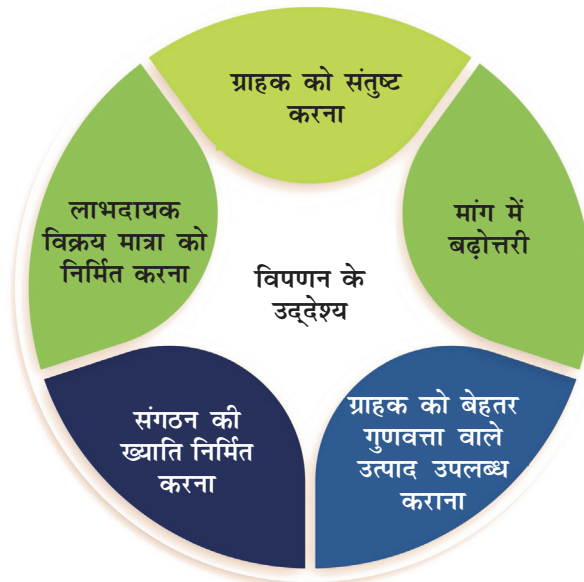 ग्राहक को संतुष्ट
करना
मांग में
बढ़ोत्तरी
ग्राहक को बेहतर
गुणवत्ता वाले
उत्पाद उपलब्ध
कराना
संगठन की
ख्याति निर्मित
करना
लाभदायक
विक्रय मात्रा को
निर्मित करना
विपणन के
उद्देश्य